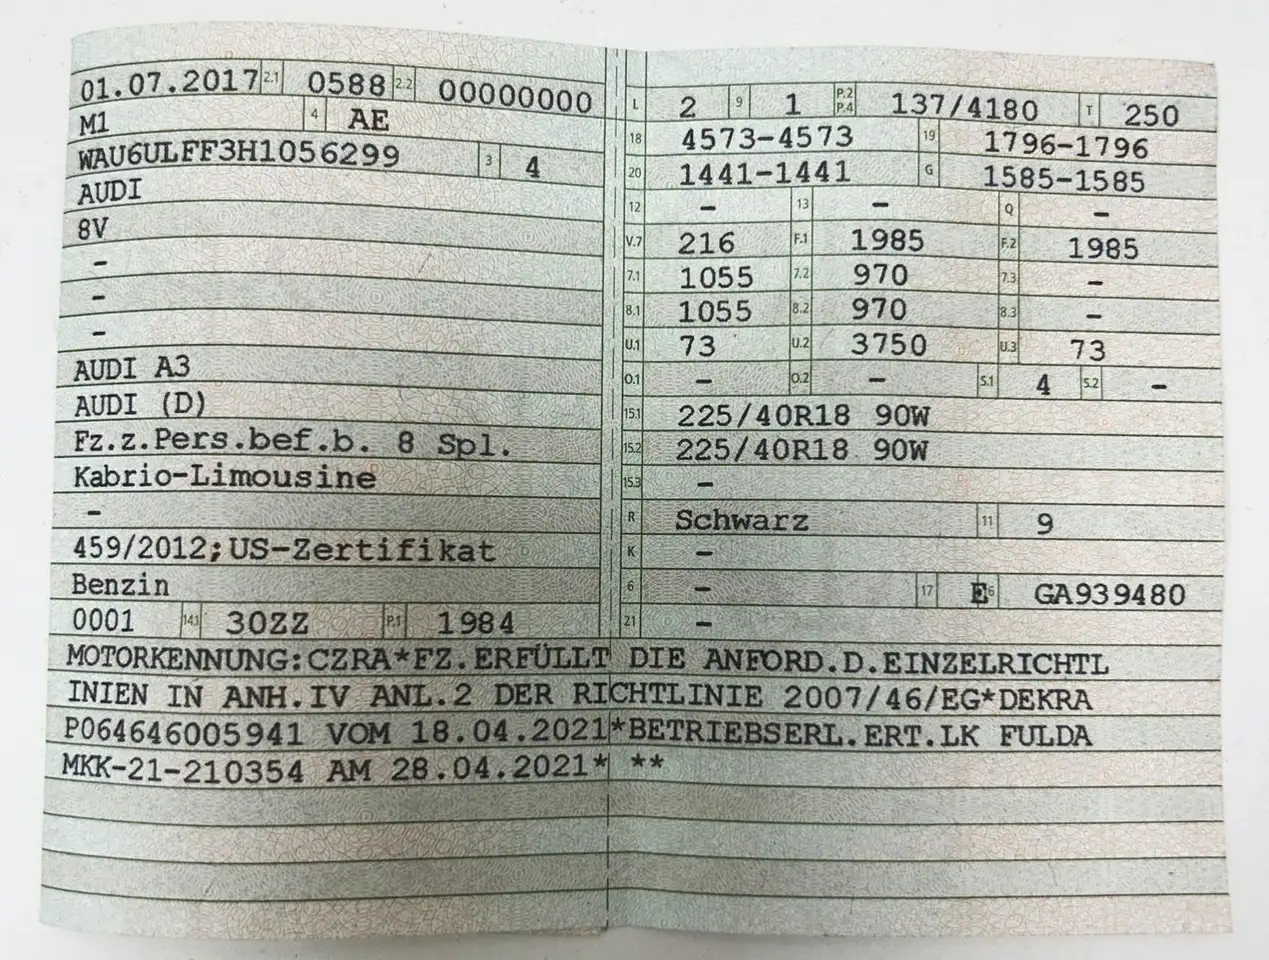 01.07.2017 2.1 0588 2.2 00000000
M1 4 AE
WAU6ULFF3H1056299 3 4
AUDI
8V
–
–
–
AUDI A3
AUDI (D)
Fz.z.Pers.bef.b. 8 Spl.
Kabrio-Limousine
–
459/2012;US-Zertifikat
Benzin
0001 14.1 30ZZ P.1 1984
L 2 9 1 P.2 P.4 137/4180 T 250
18 4573-4573 19 1796-1796
20 1441-1441 G 1585-1585
12 – 13 – Q –
V.7 216 F.1 1985 F.2 1985
7.1 1055 7.2 970 7.3 –
8.1 1055 8.2 970 8.3 –
U.1 73 U.2 3750 U.3 73
O.1 – O.2 – S.1 4 S.2 –
15.1 225/40R18 90W
15.2 225/40R18 90W
15.3 –
R Schwarz 11 9
K –
6 – 17 E 16 GA939480
21 –
MOTORKENNUNG:CZRA*FZ.ERFÜLLT DIE ANFORD.D.EINZELRICHTL
INIEN IN ANH.IV ANL.2 DER RICHTLINIE 2007/46/EG*DEKRA
P064646005941 VOM 18.04.2021*BETRIEBSERL.ERT.LK FULDA
MKK-21-210354 AM 28.04.2021* **